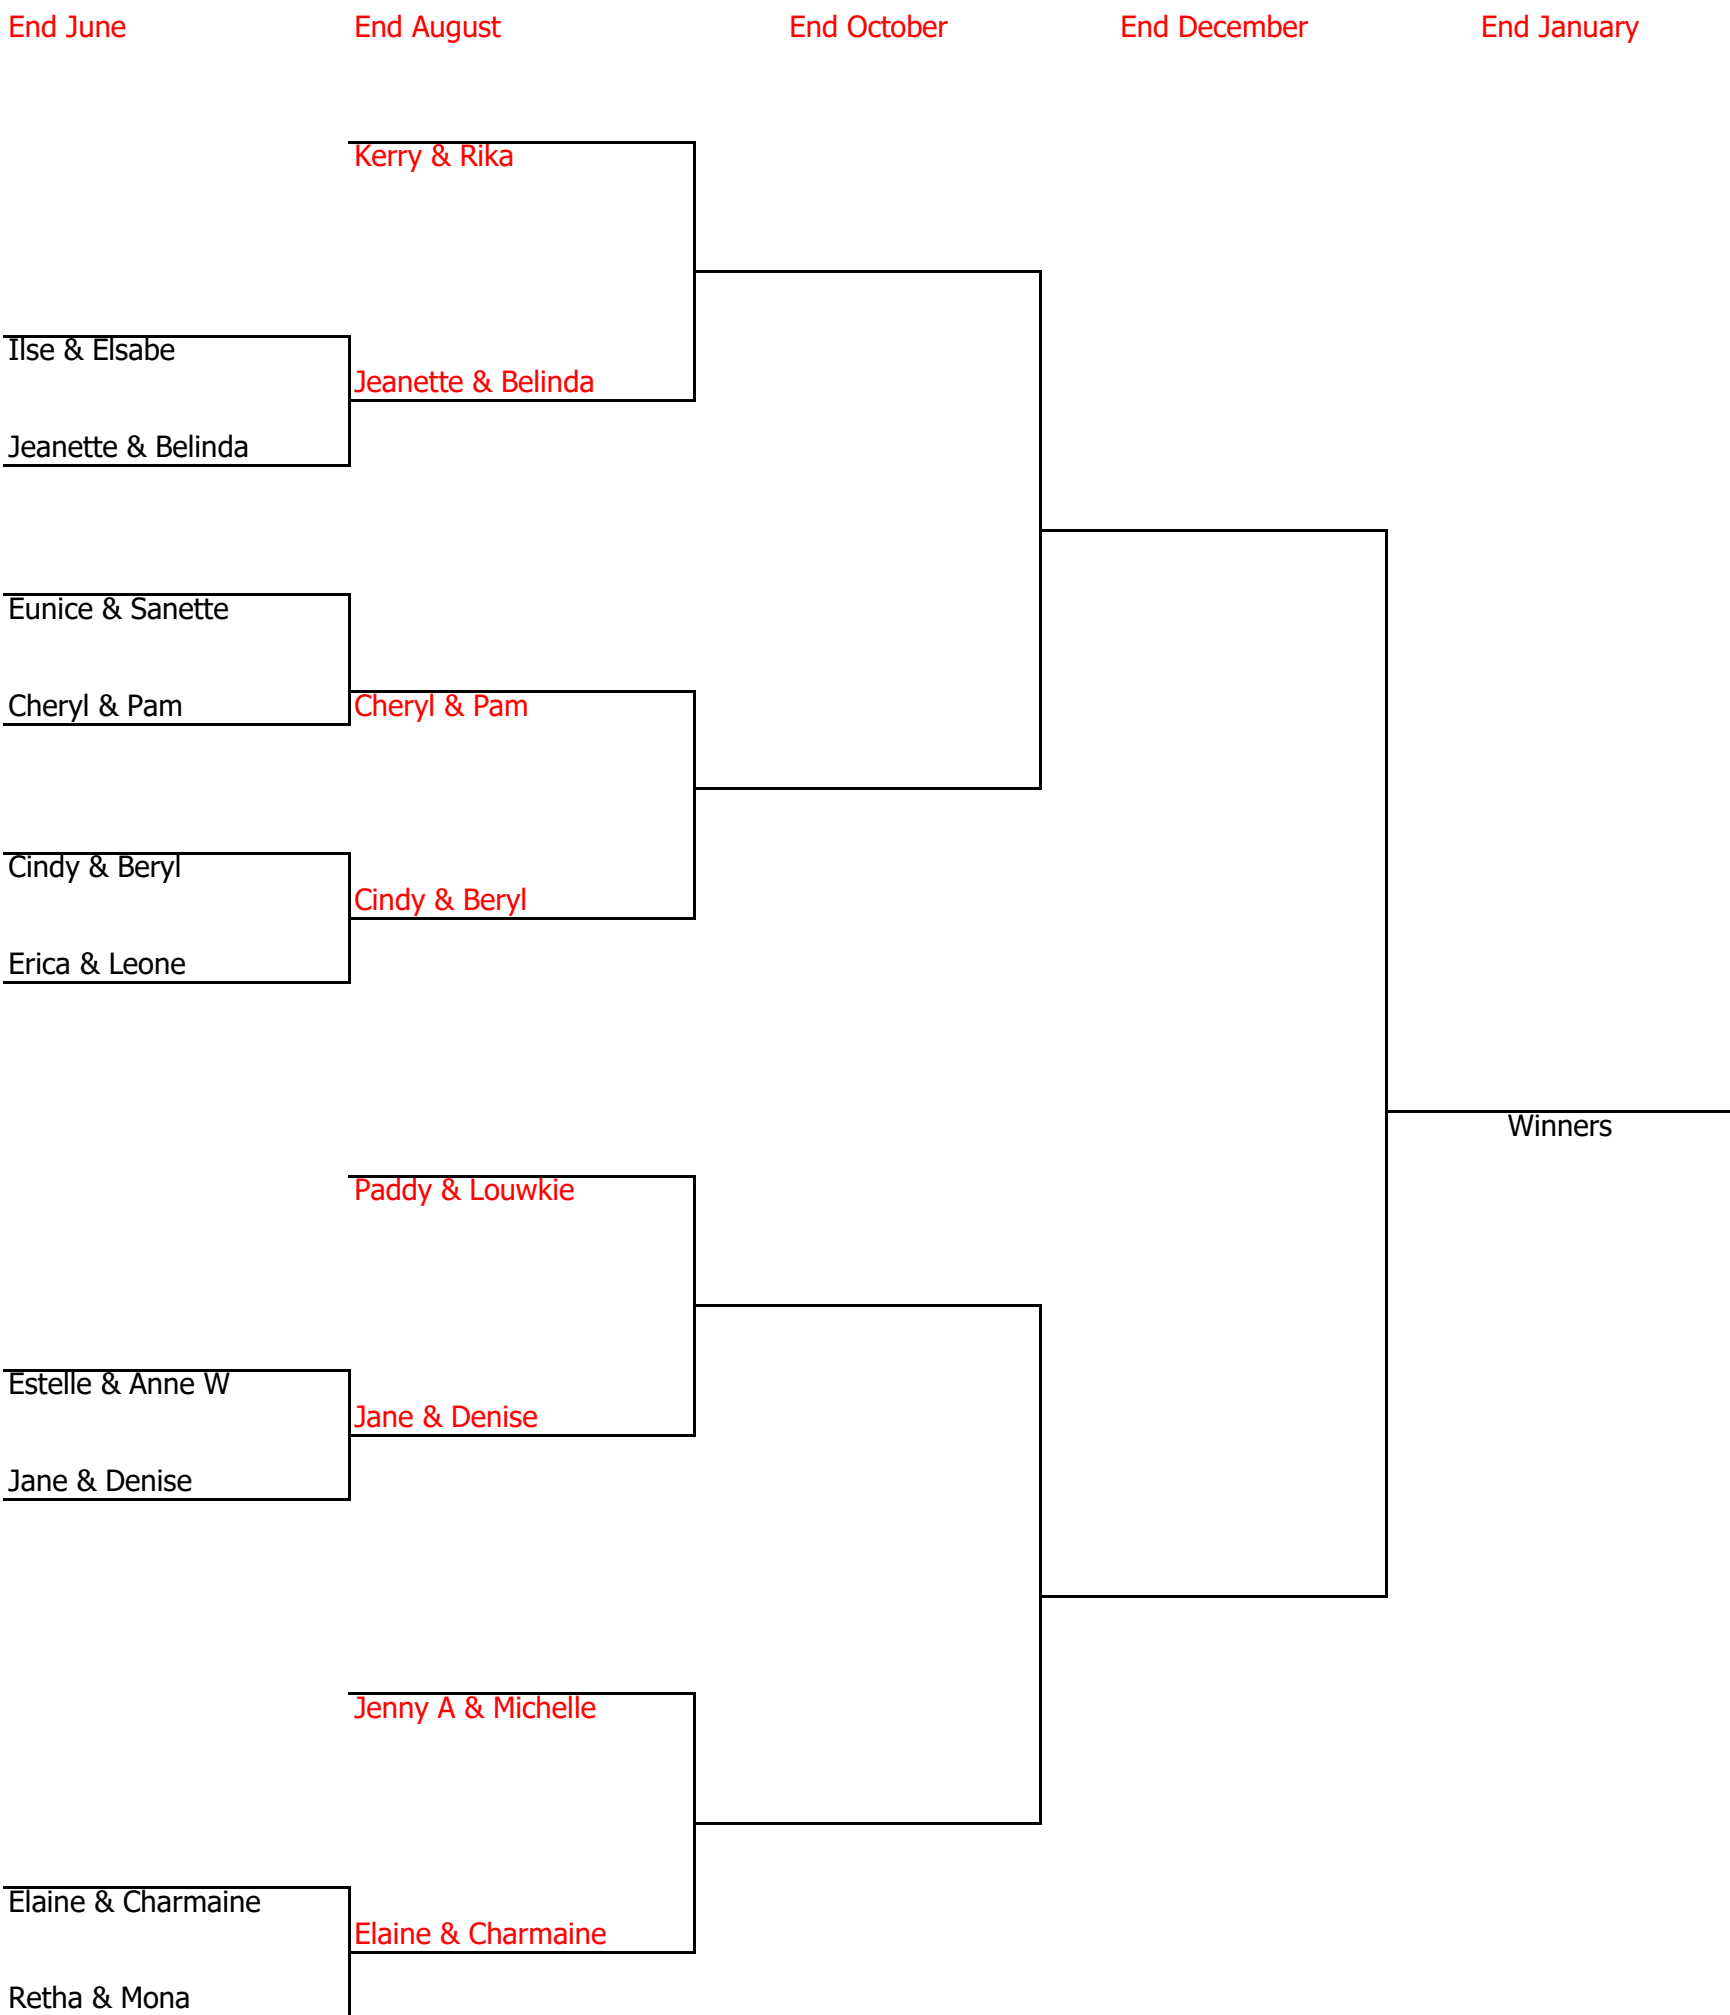 End June End August End October End December End January
Kerry & Rika
Ilse & Elsabe
Jeanette & Belinda
Jeanette & Belinda
Eunice & Sanette
Cheryl & Pam Cheryl & Pam
Cindy & Beryl
Cindy & Beryl
Erica & Leone
Winners
Paddy & Louwkie
Estelle & Anne W
Jane & Denise
Jane & Denise
Jenny A & Michelle
Elaine & Charmaine
Elaine & Charmaine
Retha & Mona